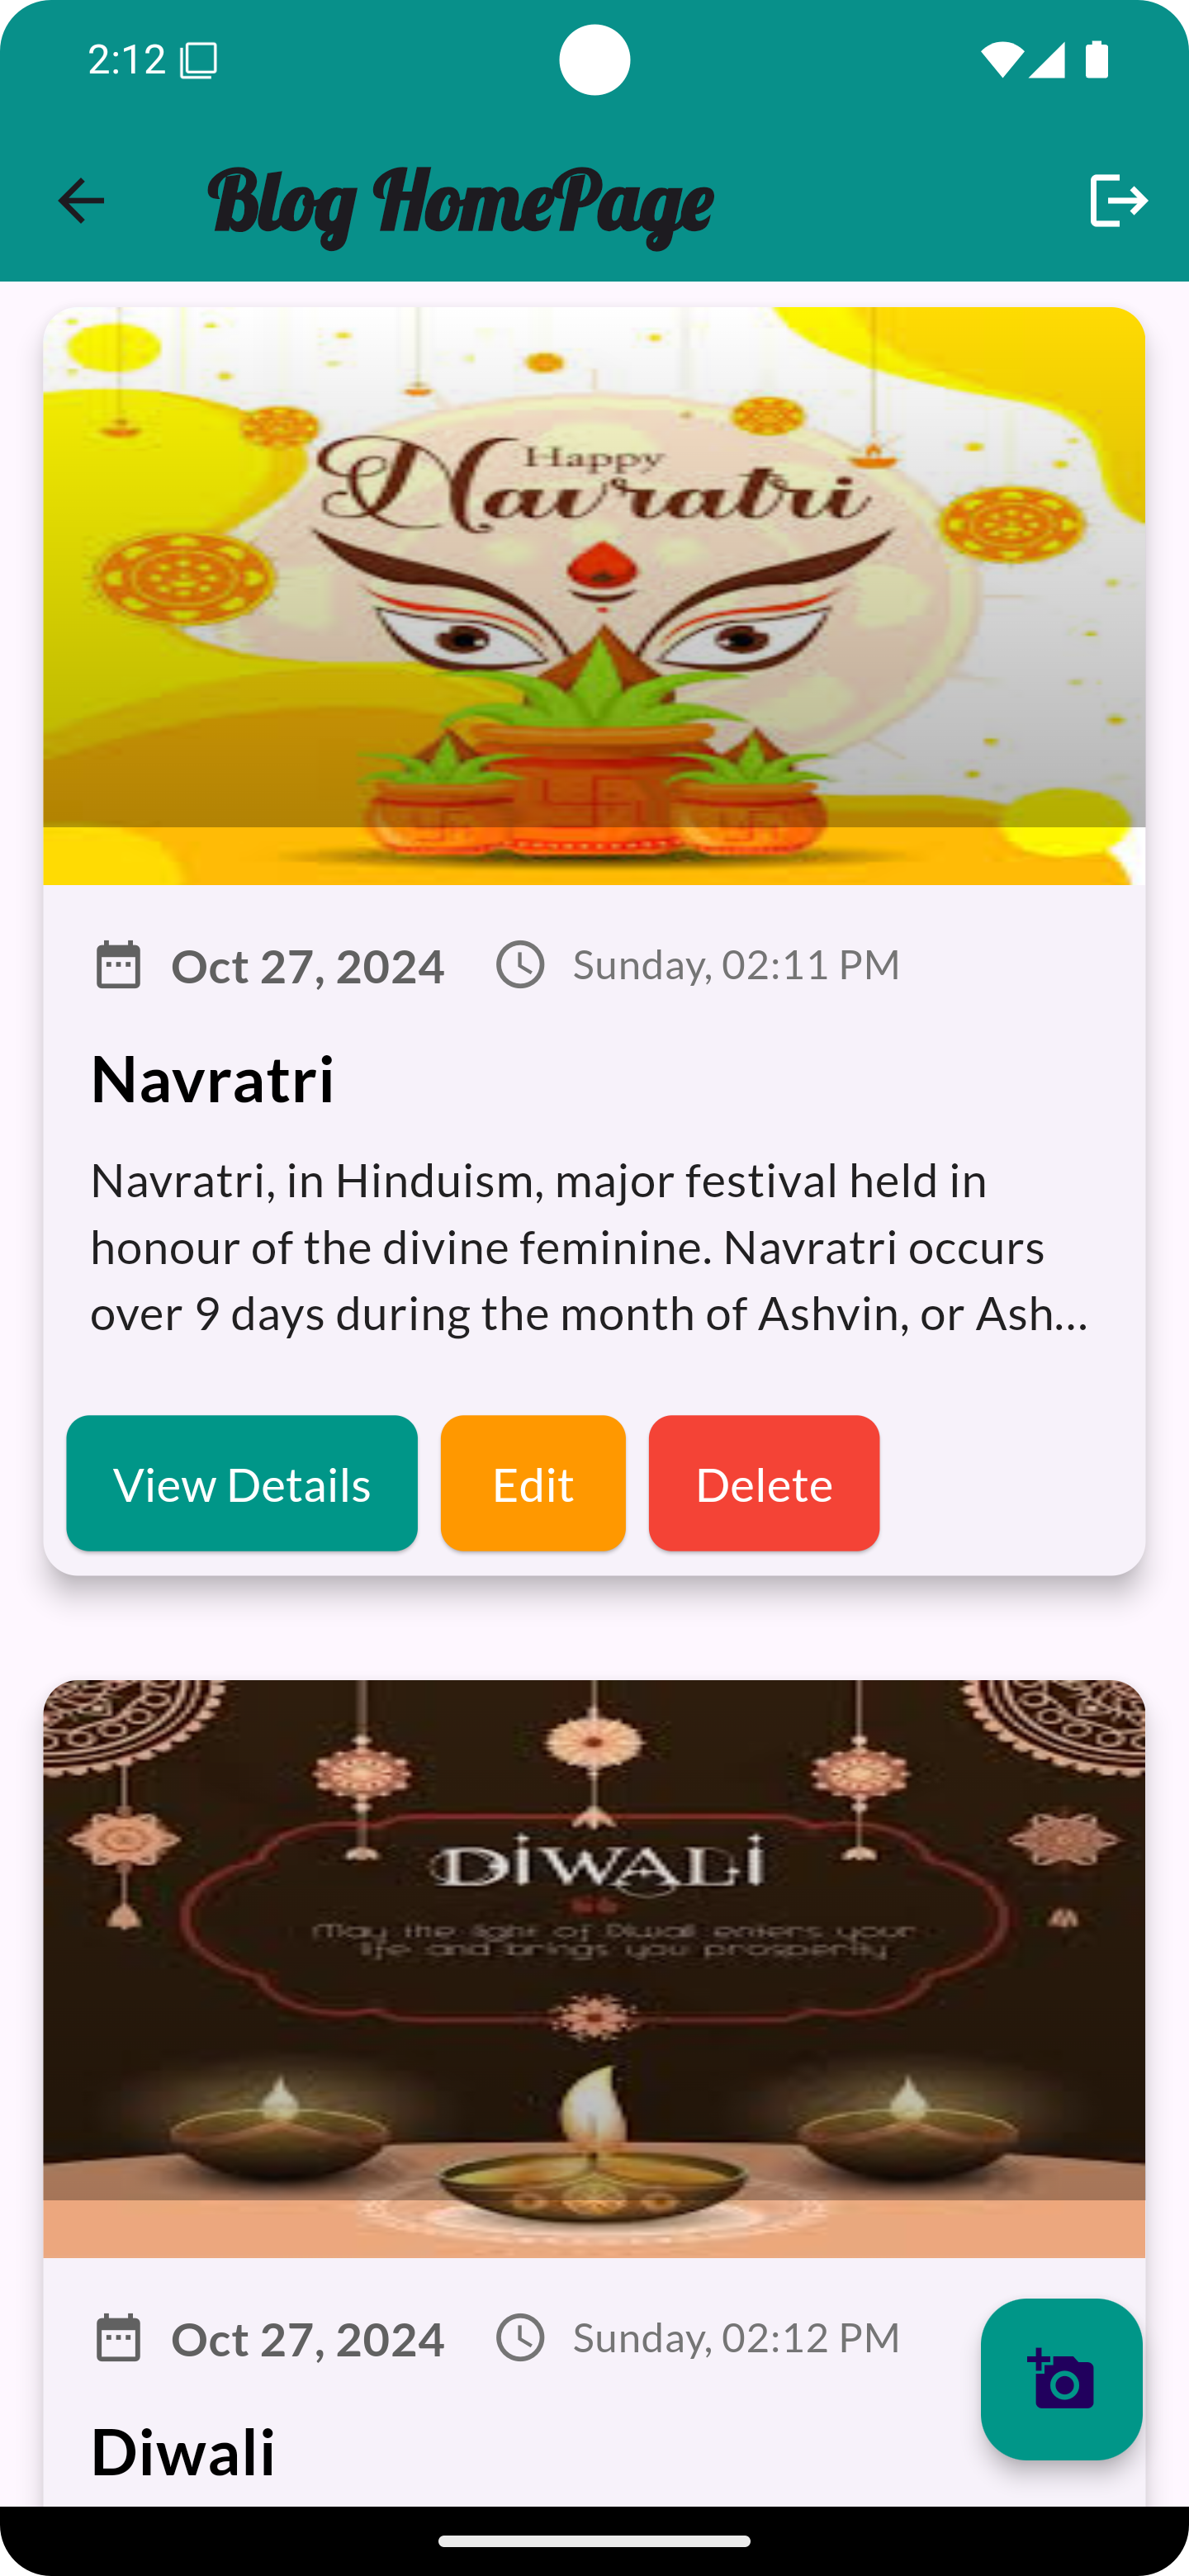 2:12
Blog HomePage
Happy
Navratri
Oct 27, 2024 Sunday, 02:11 PM
Navratri
Navratri, in Hinduism, major festival held in
honour of the divine feminine. Navratri occurs
over 9 days during the month of Ashvin, or Ash...
View Details Edit Delete
DiWALi
May the light of Diwali enters your
life and brings you prosperity
Oct 27, 2024 Sunday, 02:12 PM
Diwali